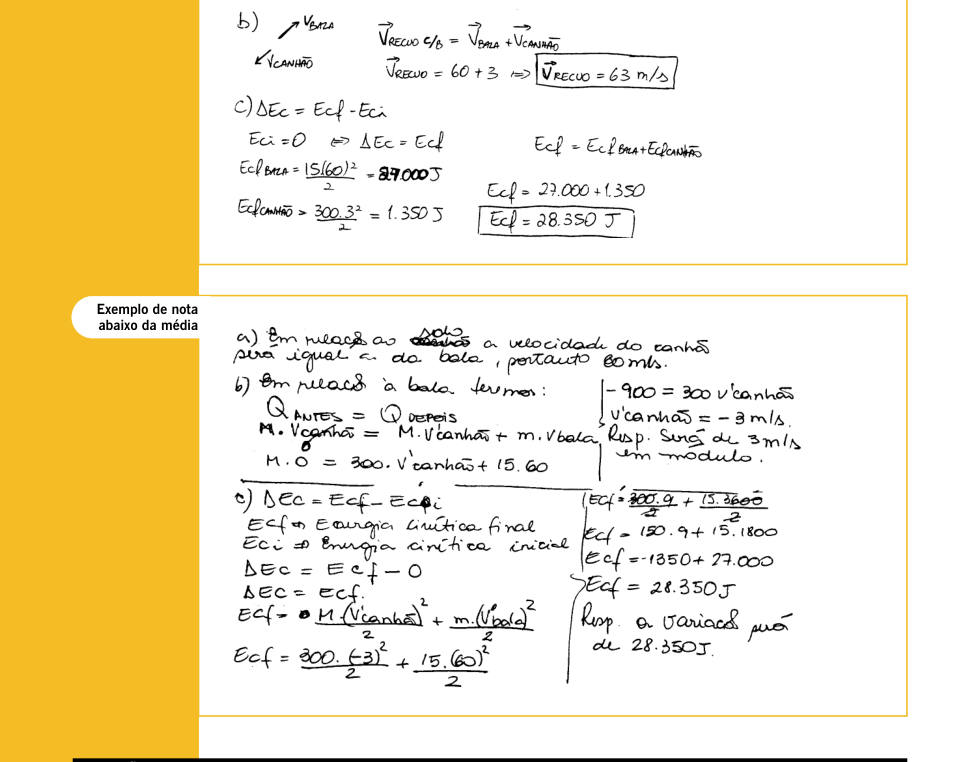 b) V BALA
V CANHÃO
V RECUO C/B = V BALA + V CANHÃO
V RECUO = 60 + 3 => V RECUO = 63 m/s
c) ΔEc = Ecf - Eci
Eci = 0 <=> ΔEc = Ecf
Ecf BALA = 15(60)²/2 = 27.000 J
Ecf CANHÃO = 300.3²/2 = 1.350 J
Ecf = Ecf BALA + Ecf CANHÃO
Ecf = 27.000 + 1.350
Ecf = 28.350 J
Exemplo de nota
abaixo da média
a) Em relação ao solo a velocidade do canhão
será igual a da bala, portanto 60 m/s.
b) Em relação à bala teremos:
Q ANTES = Q DEPOIS
M. Vcanhão = M. V'canhão + m. Vbala
M. 0 = 300. V'canhão + 15. 60
- 900 = 300 V'canhão
V'canhão = - 3 m/s.
Resp. Será de 3 m/s
em módulo.
c) ΔEC = Ecf - Eci
Ecf => Energia cinética final
Eci => Energia cinética inicial
ΔEC = Ecf - 0
ΔEC = Ecf.
Ecf = M.(V'canhão)²/2 + m.(V'bala)²/2
Ecf = 300. (-3)²/2 + 15. (60)²/2
Ecf = 300. 9/2 + 15. 3600/2
Ecf = 150. 9 + 15. 1800
Ecf = 1350 + 27.000
Ecf = 28.350 J
Resp. a variação será
de 28.350J.